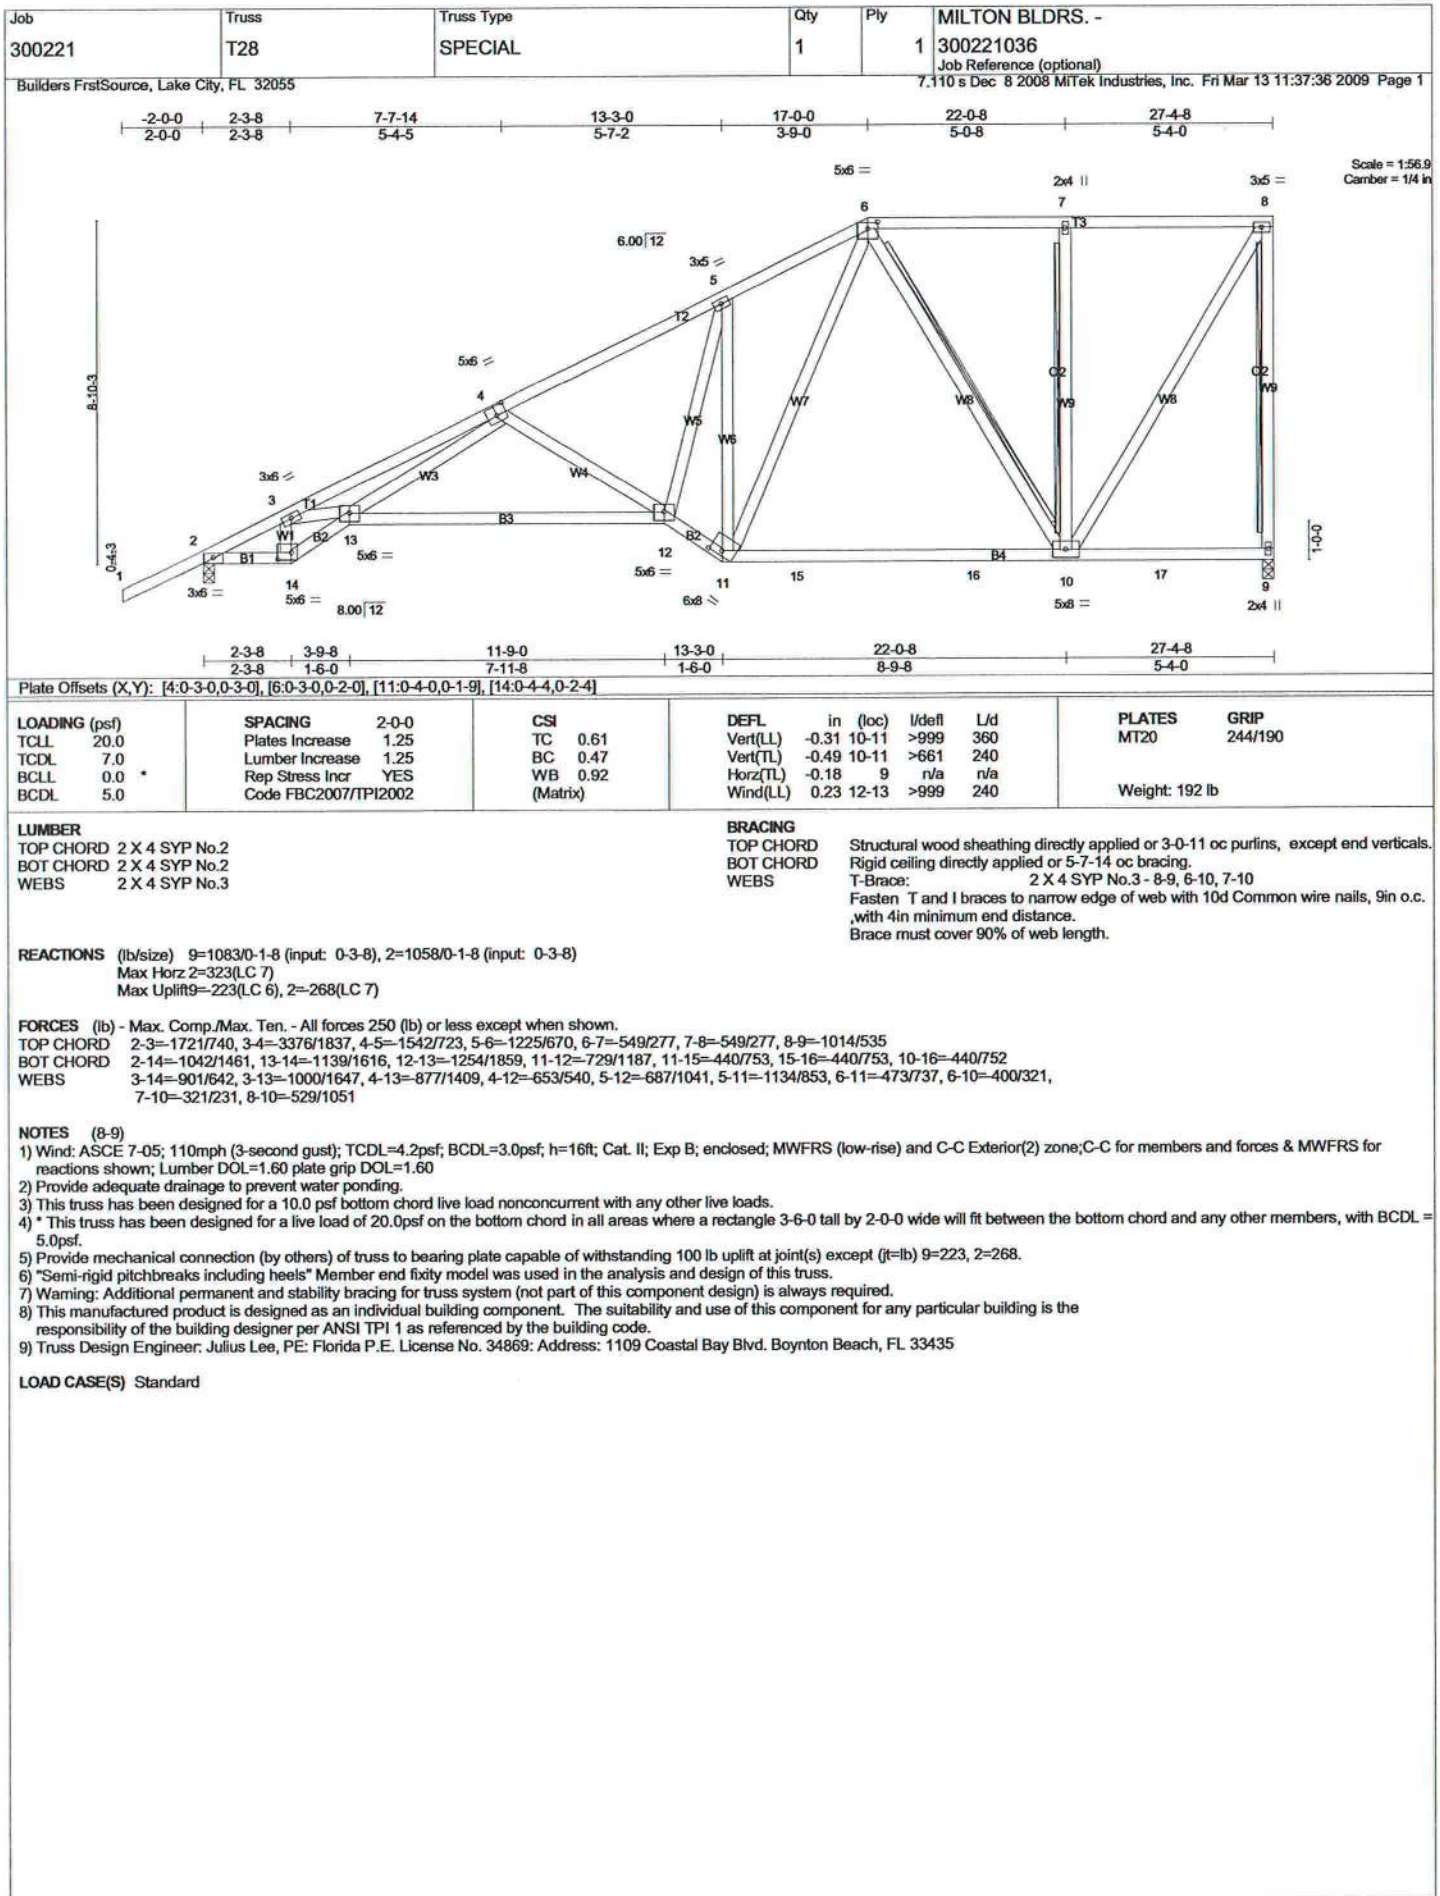 Job Truss Truss Type Qty Ply MILTON BLDRS. -
300221 T28 SPECIAL 1 1 300221036
Job Reference (optional)
Builders FrstSource, Lake City, FL 32055 7.110 s Dec 8 2008 MiTek Industries, Inc. Fri Mar 13 11:37:36 2009 Page 1
-2-0-0 2-3-8 7-7-14 13-3-0 17-0-0 22-0-8 27-4-8
2-0-0 2-3-8 5-4-5 5-7-2 3-9-0 5-0-8 5-4-0
Scale = 1:56.9
Camber = 1/4 in
5x6 = 2x4 || 3x5 =
6 7 8
T3
6.00 12
3x5
5
T2
5x6
4
8-10-3
C2 C2
W9
W5 W7 W8 W9 W8
W6
3x6
W3 W4
3 T1
B3
W1 B2
2 B1 13 12 B2 B4
0-4-3
1-0-0
1
5x6 = 5x6 = 11 15 16 10 17 9
3x6 = 14
5x6 = 8.00 12 6x8 5x8 = 2x4 ||
2-3-8 3-9-8 11-9-0 13-3-0 22-0-8 27-4-8
2-3-8 1-6-0 7-11-8 1-6-0 8-9-8 5-4-0
Plate Offsets (X,Y): [4:0-3-0,0-3-0], [6:0-3-0,0-2-0], [11:0-4-0,0-1-9], [14:0-4-4,0-2-4]
LOADING (psf) SPACING 2-0-0 CSI DEFL in (loc) l/defl L/d PLATES GRIP
TCLL 20.0 Plates Increase 1.25 TC 0.61 Vert(LL) -0.31 10-11 >999 360 MT20 244/190
TCDL 7.0 Lumber Increase 1.25 BC 0.47 Vert(TL) -0.49 10-11 >661 240
BCLL 0.0 * Rep Stress Incr YES WB 0.92 Horz(TL) -0.18 9 n/a n/a
BCDL 5.0 Code FBC2007/TPI2002 (Matrix) Wind(LL) 0.23 12-13 >999 240 Weight: 192 lb
LUMBER
TOP CHORD 2 X 4 SYP No.2
BOT CHORD 2 X 4 SYP No.2
WEBS 2 X 4 SYP No.3
BRACING
TOP CHORD Structural wood sheathing directly applied or 3-0-11 oc purlins, except end verticals.
BOT CHORD Rigid ceiling directly applied or 5-7-14 oc bracing.
WEBS T-Brace: 2 X 4 SYP No.3 - 8-9, 6-10, 7-10
Fasten T and I braces to narrow edge of web with 10d Common wire nails, 9in o.c.
,with 4in minimum end distance.
Brace must cover 90% of web length.
REACTIONS (lb/size) 9=1083/0-1-8 (input: 0-3-8), 2=1058/0-1-8 (input: 0-3-8)
Max Horz 2=323(LC 7)
Max Uplift9=-223(LC 6), 2=-268(LC 7)
FORCES (lb) - Max. Comp./Max. Ten. - All forces 250 (lb) or less except when shown.
TOP CHORD 2-3=-1721/740, 3-4=-3376/1837, 4-5=-1542/723, 5-6=-1225/670, 6-7=-549/277, 7-8=-549/277, 8-9=-1014/535
BOT CHORD 2-14=-1042/1461, 13-14=-1139/1616, 12-13=-1254/1859, 11-12=-729/1187, 11-15=-440/753, 15-16=-440/753, 10-16=-440/752
WEBS 3-14=-901/642, 3-13=-1000/1647, 4-13=-877/1409, 4-12=-653/540, 5-12=-687/1041, 5-11=-1134/853, 6-11=-473/737, 6-10=-400/321,
7-10=-321/231, 8-10=-529/1051
NOTES (8-9)
1) Wind: ASCE 7-05; 110mph (3-second gust); TCDL=4.2psf; BCDL=3.0psf; h=16ft; Cat. II; Exp B; enclosed; MWFRS (low-rise) and C-C Exterior(2) zone;C-C for members and forces & MWFRS for
reactions shown; Lumber DOL=1.60 plate grip DOL=1.60
2) Provide adequate drainage to prevent water ponding.
3) This truss has been designed for a 10.0 psf bottom chord live load nonconcurrent with any other live loads.
4) * This truss has been designed for a live load of 20.0psf on the bottom chord in all areas where a rectangle 3-6-0 tall by 2-0-0 wide will fit between the bottom chord and any other members, with BCDL =
5.0psf.
5) Provide mechanical connection (by others) of truss to bearing plate capable of withstanding 100 lb uplift at joint(s) except (jt=lb) 9=223, 2=268.
6) "Semi-rigid pitchbreaks including heels" Member end fixity model was used in the analysis and design of this truss.
7) Warning: Additional permanent and stability bracing for truss system (not part of this component design) is always required.
8) This manufactured product is designed as an individual building component. The suitability and use of this component for any particular building is the
responsibility of the building designer per ANSI TPI 1 as referenced by the building code.
9) Truss Design Engineer: Julius Lee, PE: Florida P.E. License No. 34869: Address: 1109 Coastal Bay Blvd. Boynton Beach, FL 33435
LOAD CASE(S) Standard